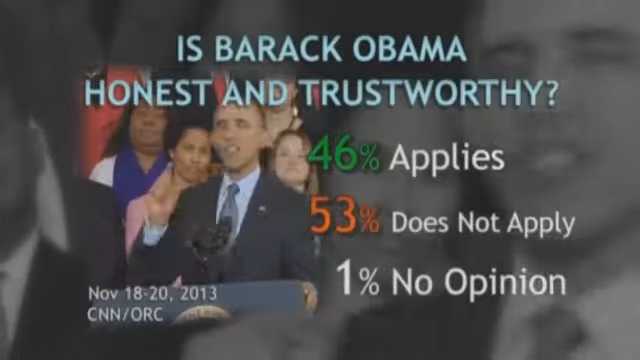 IS BARACK OBAMA
HONEST AND TRUSTWORTHY?
46% Applies
53% Does Not Apply
1% No Opinion
Nov 18-20, 2013
CNN/ORC